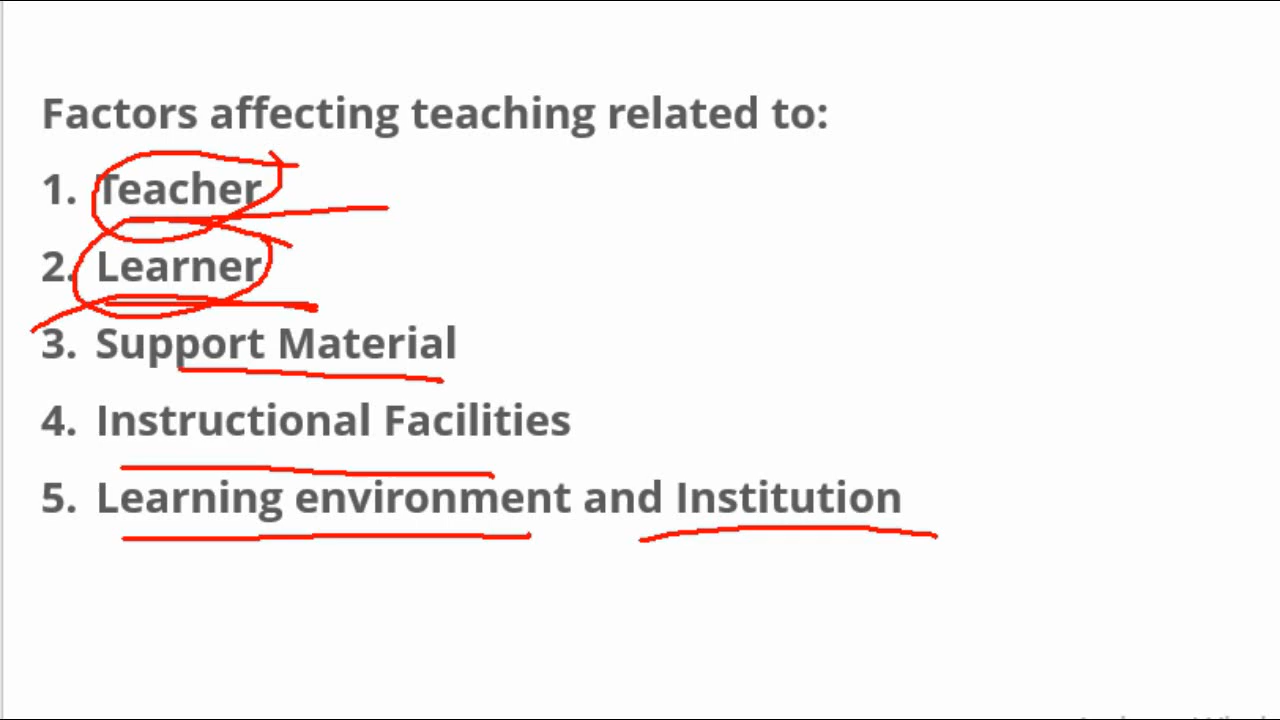 Factors affecting teaching related to:
1. Teacher
2. Learner
3. Support Material
4. Instructional Facilities
5. Learning environment and Institution